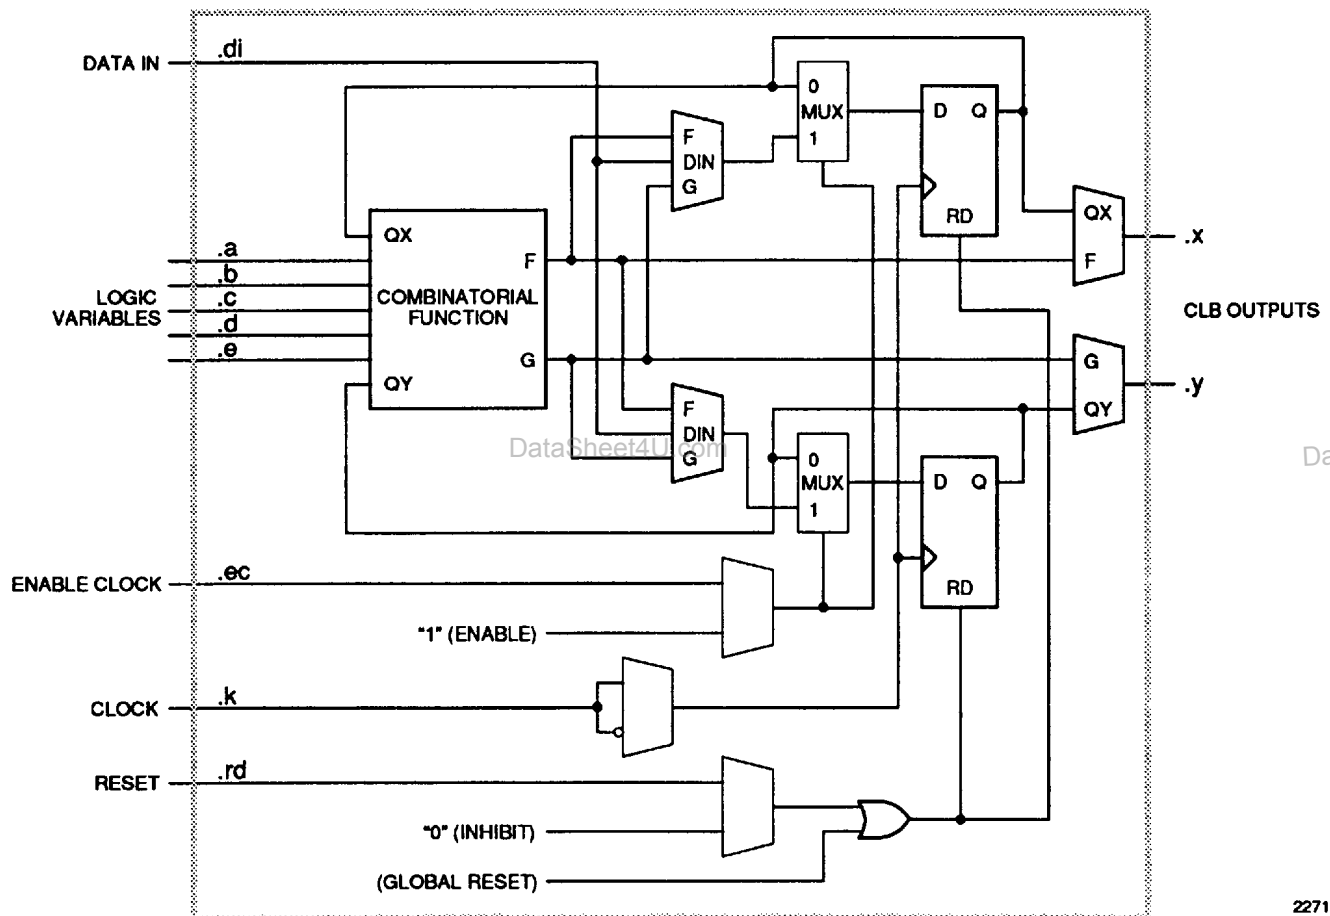 DATA IN
.di
0
MUX
1
D Q
RD
F
DIN
G
QX
F
.x
QX
.a
.b
.c
.d
.e
LOGIC
VARIABLES
COMBINATORIAL
FUNCTION
F
G
QY
CLB OUTPUTS
G
QY
.y
F
DIN
G
DataSheet4U.com
Da
0
MUX
1
D Q
RD
ENABLE CLOCK
.ec
"1" (ENABLE)
CLOCK
.k
RESET
.rd
"0" (INHIBIT)
(GLOBAL RESET)
2271